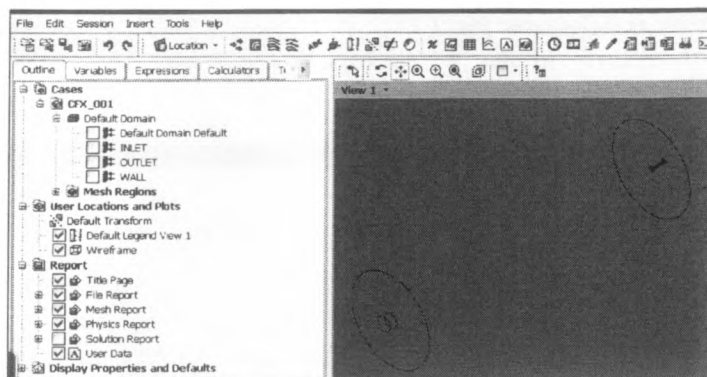 File Edit Session Insert Tools Help
Location
Outline Variables Expressions Calculators
View 1
Cases
CFX_001
Default Domain
Default Domain Default
INLET
OUTLET
WALL
Mesh Regions
User Locations and Plots
Default Transform
Default Legend View 1
Wireframe
Report
Title Page
File Report
Mesh Report
Physics Report
Solution Report
User Data
Display Properties and Defaults